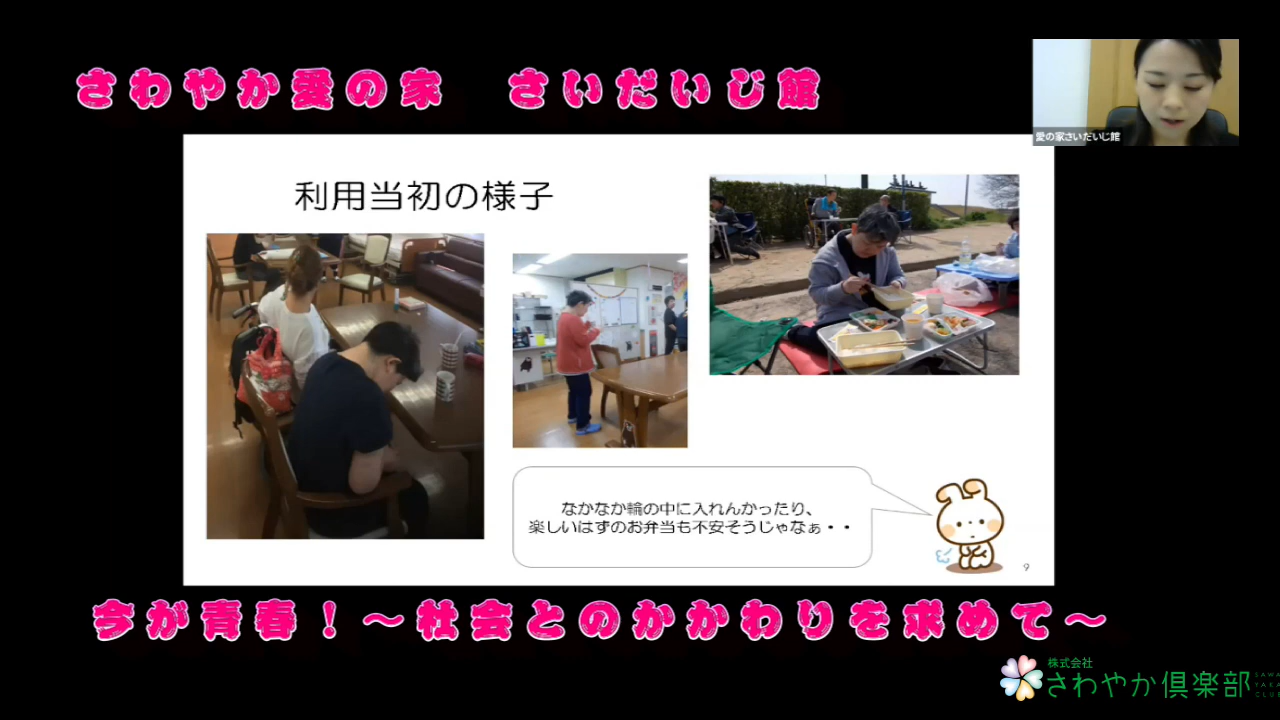 さわやか愛の家　さいだいじ館
愛の家さいだいじ館
利用当初の様子
なかなか輪の中に入れんかったり、
楽しいはずのお弁当も不安そうじゃなぁ・・
9
今が青春！～社会とのかかわりを求めて～
株式会社
さわやか倶楽部
SAWA
YAKA
CLUB